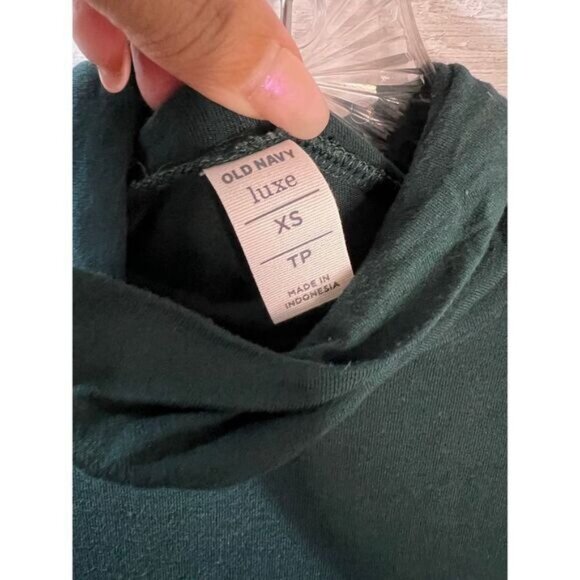 OLD NAVY
luxe
XS
TP
MADE IN
INDONESIA